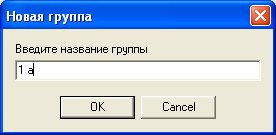 Новая группа
Введите название группы
1 а
OK
Cancel